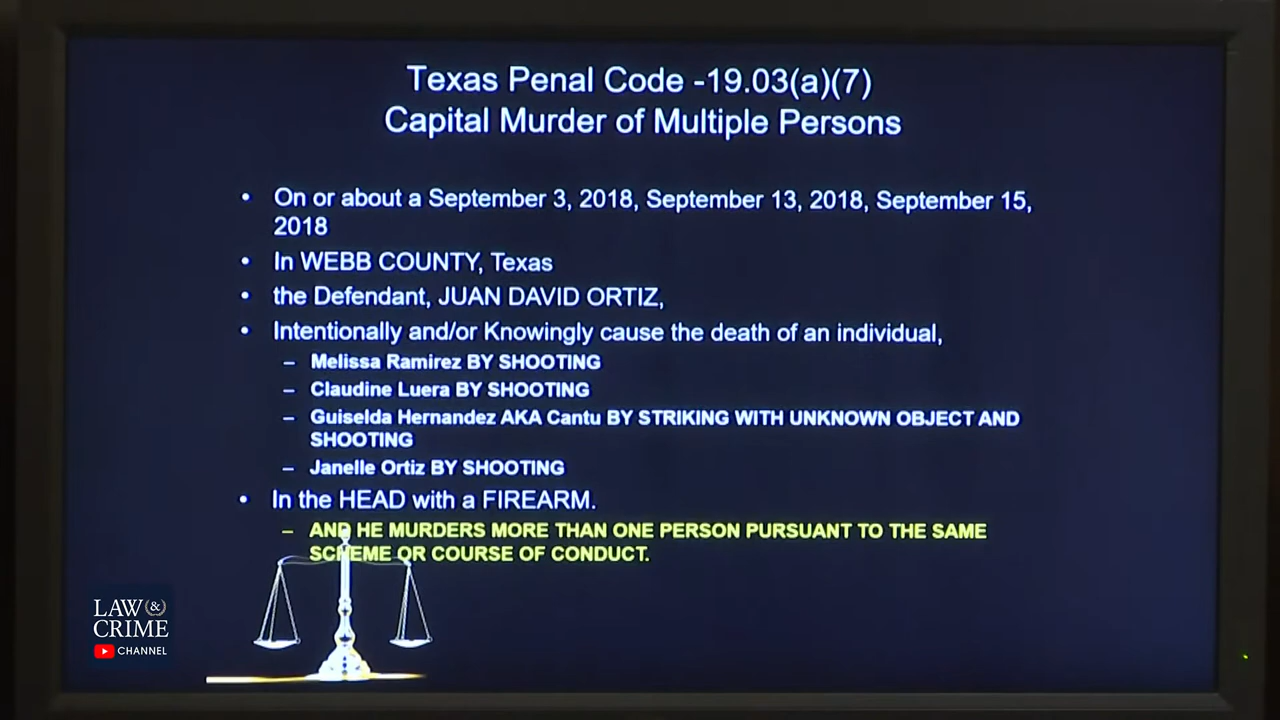 Texas Penal Code -19.03(a)(7)
Capital Murder of Multiple Persons
• On or about a September 3, 2018, September 13, 2018, September 15,
2018
• In WEBB COUNTY, Texas
• the Defendant, JUAN DAVID ORTIZ,
• Intentionally and/or Knowingly cause the death of an individual,
– Melissa Ramirez BY SHOOTING
– Claudine Luera BY SHOOTING
– Guiselda Hernandez AKA Cantu BY STRIKING WITH UNKNOWN OBJECT AND
SHOOTING
– Janelle Ortiz BY SHOOTING
• In the HEAD with a FIREARM.
– AND HE MURDERS MORE THAN ONE PERSON PURSUANT TO THE SAME
SCHEME OR COURSE OF CONDUCT.
LAW &
CRIME
CHANNEL